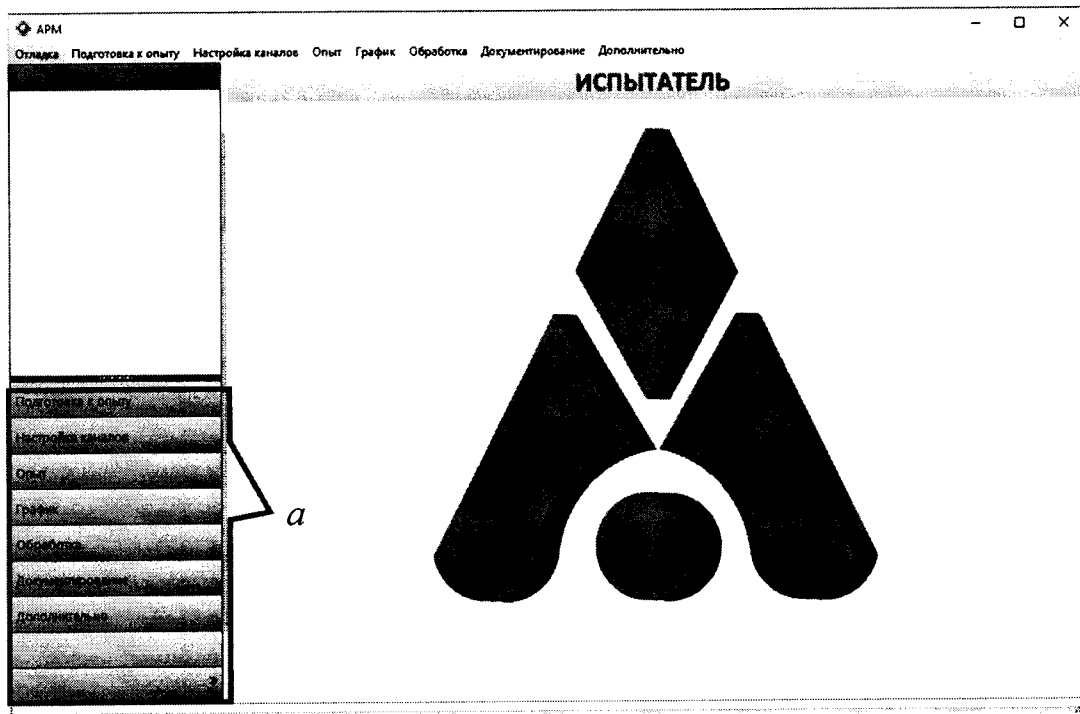 АРМ
Отладка Подготовка к опыту Настройка каналов Опыт График Обработка Документирование Дополнительно
ИСПЫТАТЕЛЬ
Подготовка к опыту
Настройка каналов
Опыт
График
Обработка
Документирование
Дополнительно
а